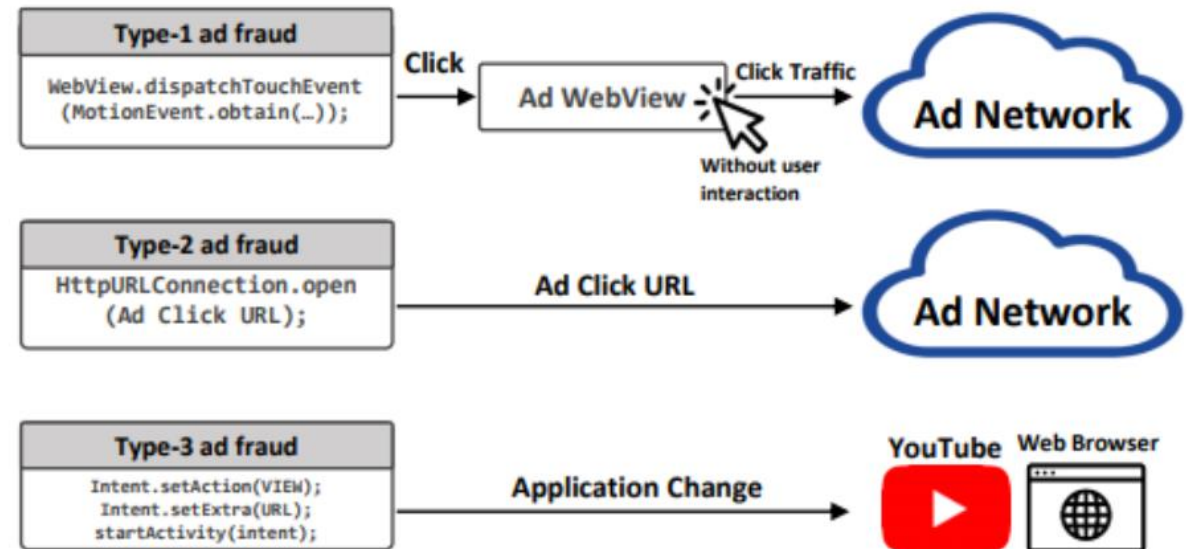 Type-1 ad fraud
WebView.dispatchTouchEvent
(MotionEvent.obtain(…));
Click
Ad WebView
Click Traffic
Without user
interaction
Ad Network
Type-2 ad fraud
HttpURLConnection.open
(Ad Click URL);
Ad Click URL
Ad Network
Type-3 ad fraud
Intent.setAction(VIEW);
Intent.setExtra(URL);
startActivity(intent);
Application Change
YouTube
Web Browser